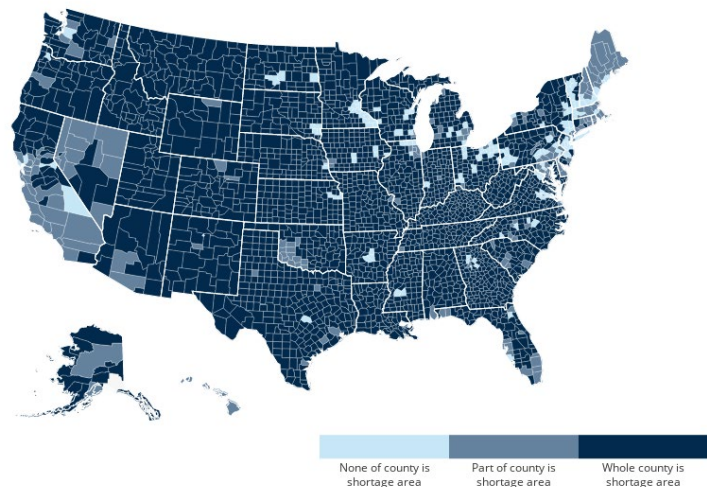 None of county is
shortage area
Part of county is
shortage area
Whole county is
shortage area